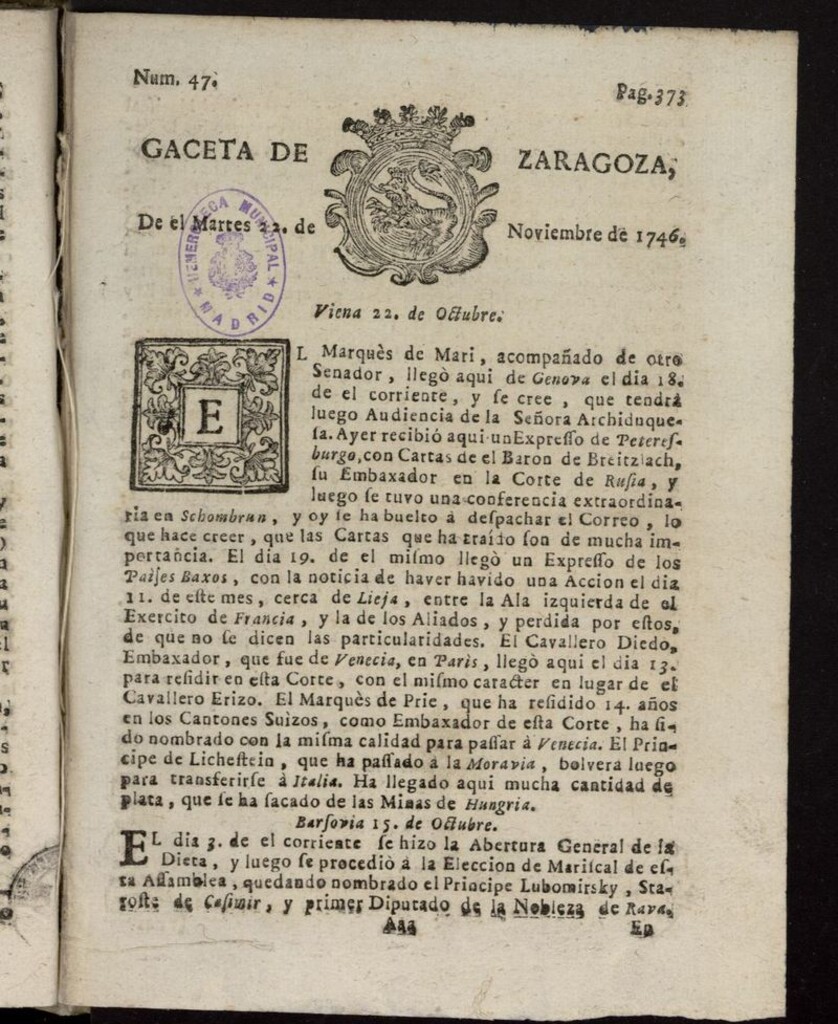 Num. 47.
Pag. 373
GACETA DE ZARAGOZA,
De el Martes 22. de Noviembre de 1746.
HEMEROTECA MUNICIPAL
★ MADRID ★
Viena 22. de Octubre.
EL Marquès de Mari, acompañado de otro
Senador, llegò aqui de Genova el dia 18.
de el corriente, y ſe cree, que tendrà
luego Audiencia de la Señora Archiduque-
ſa. Ayer recibió aqui un Expreſſo de Petersſ-
burgo, con Cartas de el Baron de Breitzlach,
ſu Embaxador en la Corte de Ruſia, y
luego ſe tuvo una conferencia extraordina-
ria en Schombrun, y oy ſe ha buelto à deſpachar el Correo, lo
que hace creer, que las Cartas que ha traído ſon de mucha im-
portancia. El dia 19. de el miſmo llegò un Expreſſo de los
Paiſes Baxos, con la noticia de haver havido una Accion el dia
11. de eſte mes, cerca de Lieja, entre la Ala izquierda de el
Exercito de Francia, y la de los Aliados, y perdida por eſtos,
de que no ſe dicen las particularidades. El Cavallero Diedo,
Embaxador, que fue de Venecia, en Parìs, llegò aqui el dia 13.
para reſidir en eſta Corte, con el miſmo caracter en lugar de el
Cavallero Erizo. El Marquès de Prie, que ha reſidido 14. años
en los Cantones Suizos, como Embaxador de eſta Corte, ha ſi-
do nombrado con la miſma calidad para paſſar à Venecia. El Prin-
cipe de Licheſtein, que ha paſſado à la Moravia, bolverà luego
para transferirſe à Italia. Ha llegado aqui mucha cantidad de
plata, que ſe ha ſacado de las Minas de Hungria.
Barſovia 15. de Octubre.
EL dia 3. de el corriente ſe hizo la Abertura General de la
Dieta, y luego ſe procediò à la Eleccion de Mariſcal de eſ-
ta Aſſamblea, quedando nombrado el Principe Lubomirsky, Sta-
roſte de Caſimir, y primer Diputado de la Nobleza de Rava.
Aaa En